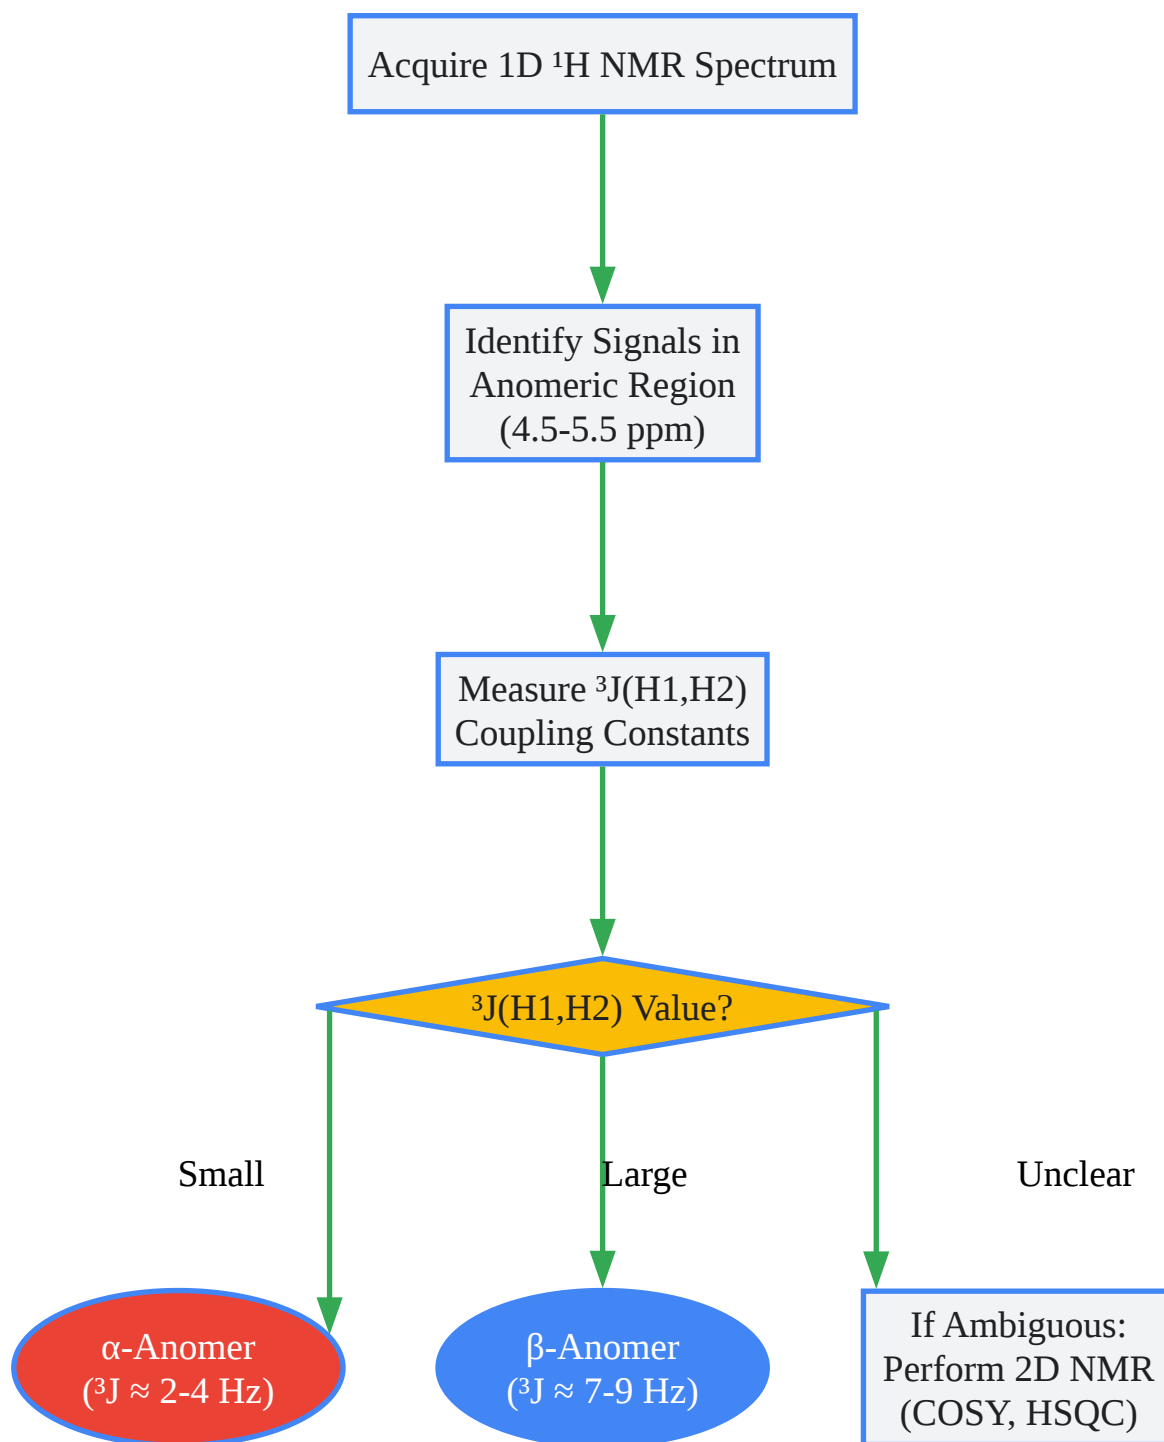 Acquire 1D ¹H NMR Spectrum
Identify Signals in
Anomeric Region
(4.5-5.5 ppm)
Measure ³J(H1,H2)
Coupling Constants
³J(H1,H2) Value?
Small
Large
Unclear
α-Anomer
(³J ≈ 2-4 Hz)
β-Anomer
(³J ≈ 7-9 Hz)
If Ambiguous:
Perform 2D NMR
(COSY, HSQC)